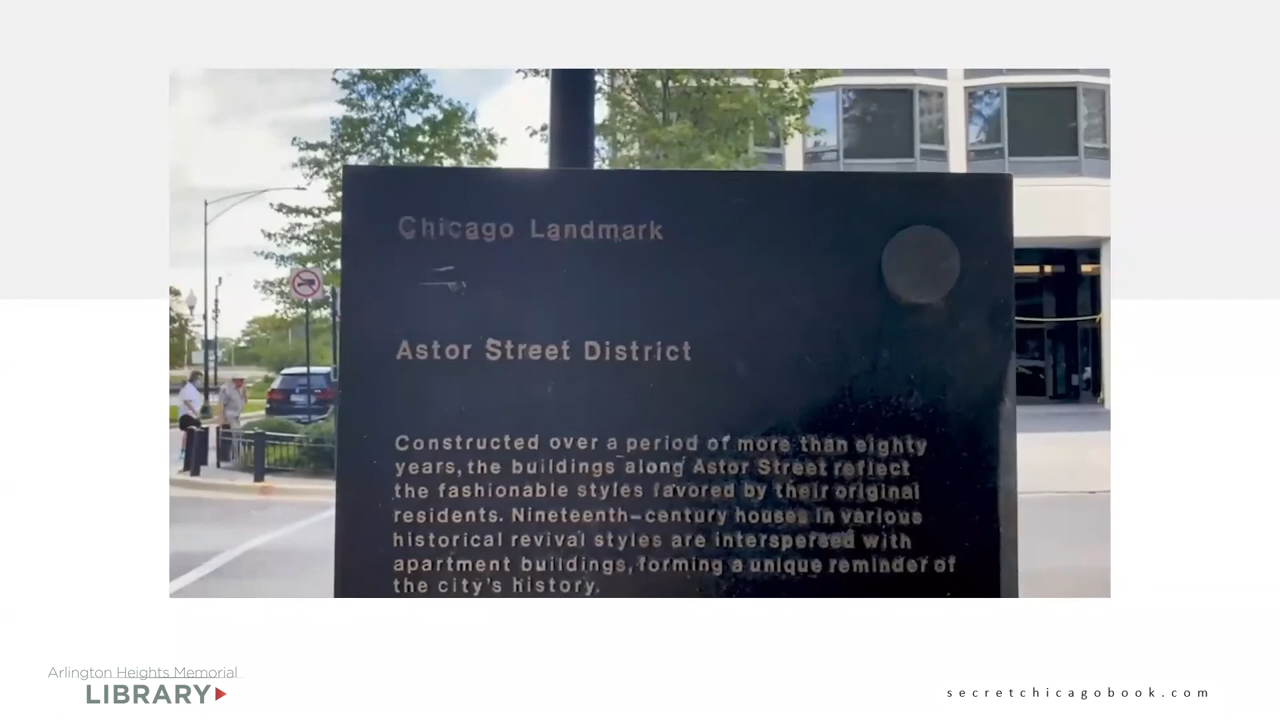 Chicago Landmark
Astor Street District
Constructed over a period of more than eighty
years, the buildings along Astor Street reflect
the fashionable styles favored by their original
residents. Nineteenth-century houses in various
historical revival styles are interspersed with
apartment buildings, forming a unique reminder of
the city's history.
Arlington Heights Memorial
LIBRARY
secretchicagobook.com